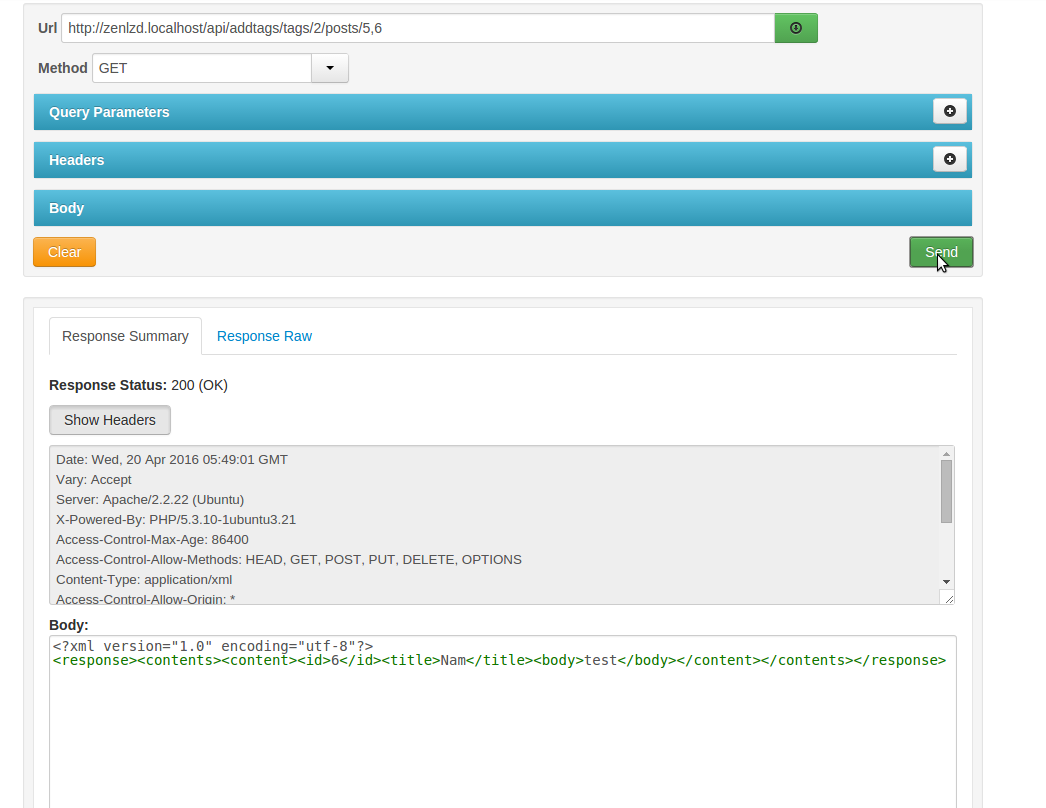 Url http://zenlzd.localhost/api/addtags/tags/2/posts/5,6
Method GET
Query Parameters
Headers
Body
Clear Send
Response Summary Response Raw
Response Status: 200 (OK)
Show Headers
Date: Wed, 20 Apr 2016 05:49:01 GMT
Vary: Accept
Server: Apache/2.2.22 (Ubuntu)
X-Powered-By: PHP/5.3.10-1ubuntu3.21
Access-Control-Max-Age: 86400
Access-Control-Allow-Methods: HEAD, GET, POST, PUT, DELETE, OPTIONS
Content-Type: application/xml
Access-Control-Allow-Origin: *
Body:
<?xml version="1.0" encoding="utf-8"?>
<response><contents><content><id>6</id><title>Nam</title><body>test</body></content></contents></response>